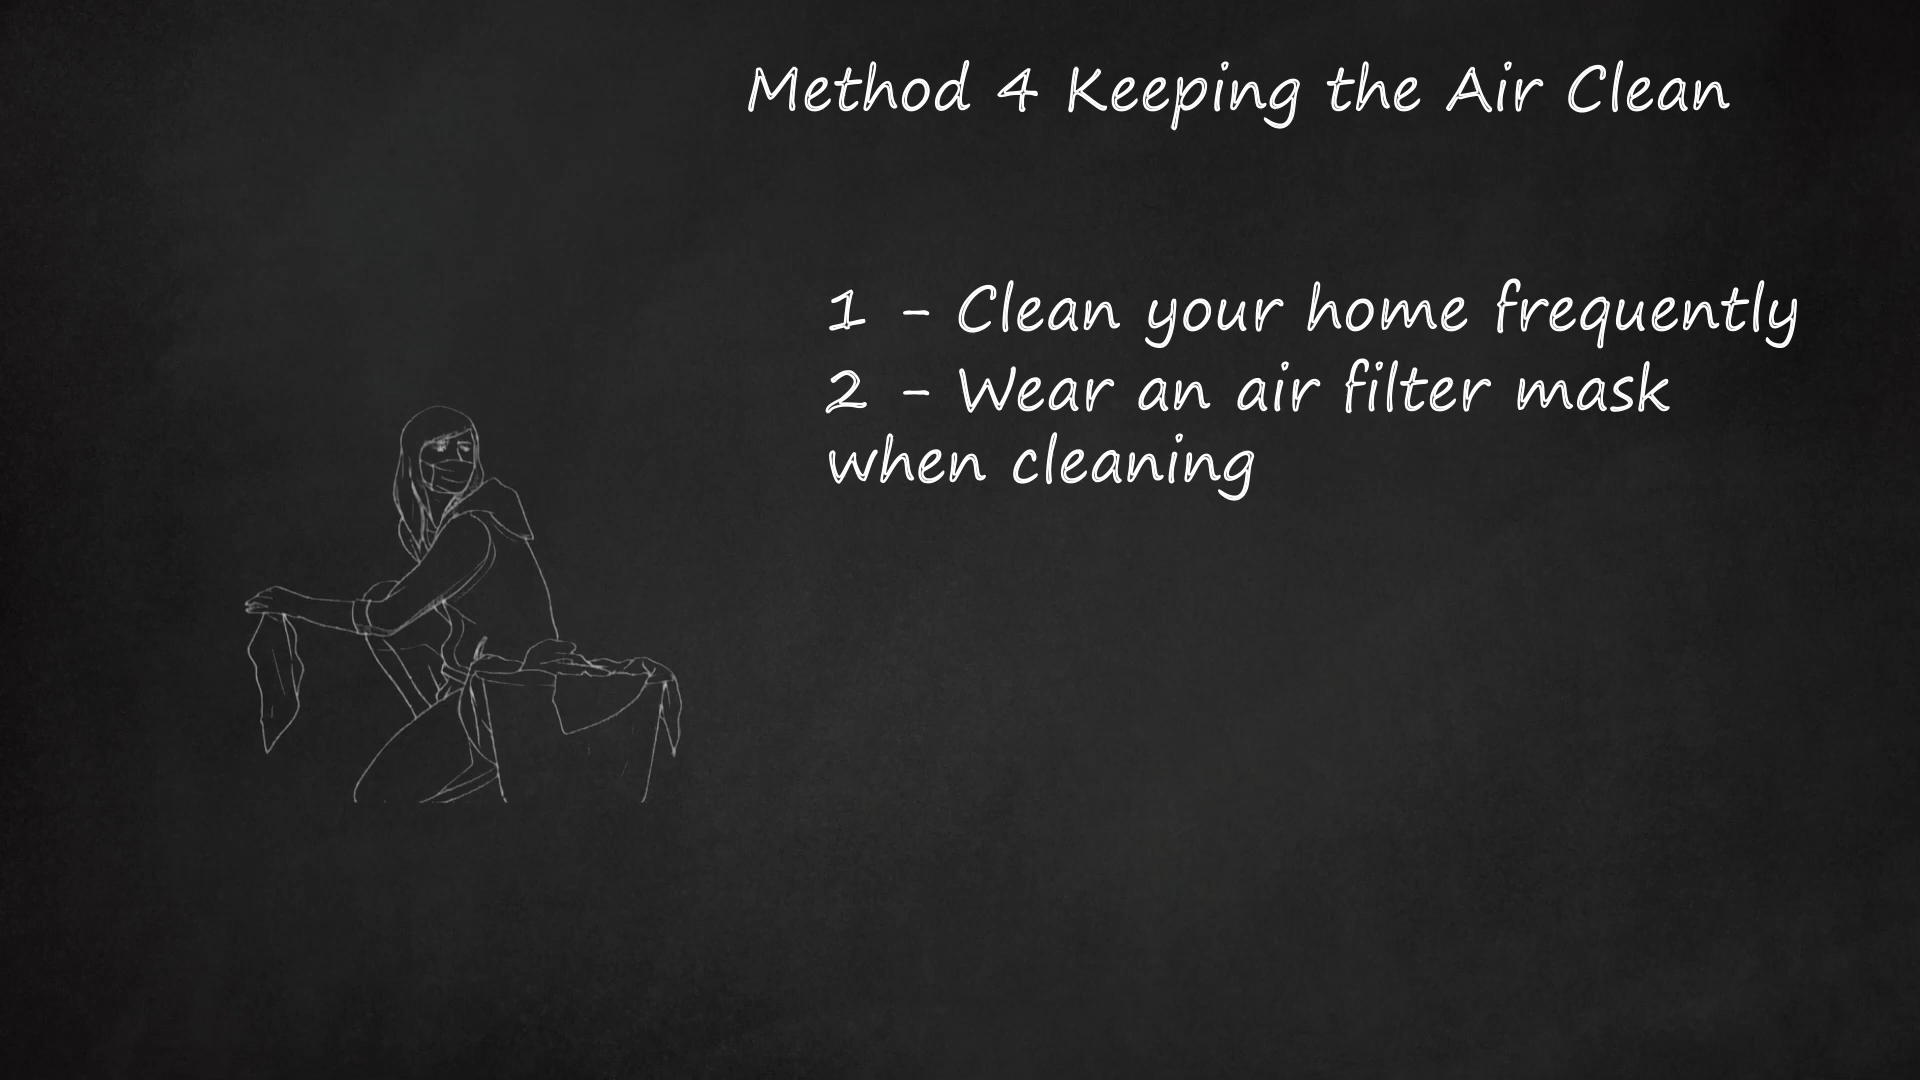 Method 4 Keeping the Air Clean
1 - Clean your home frequently
2 - Wear an air filter mask
when cleaning